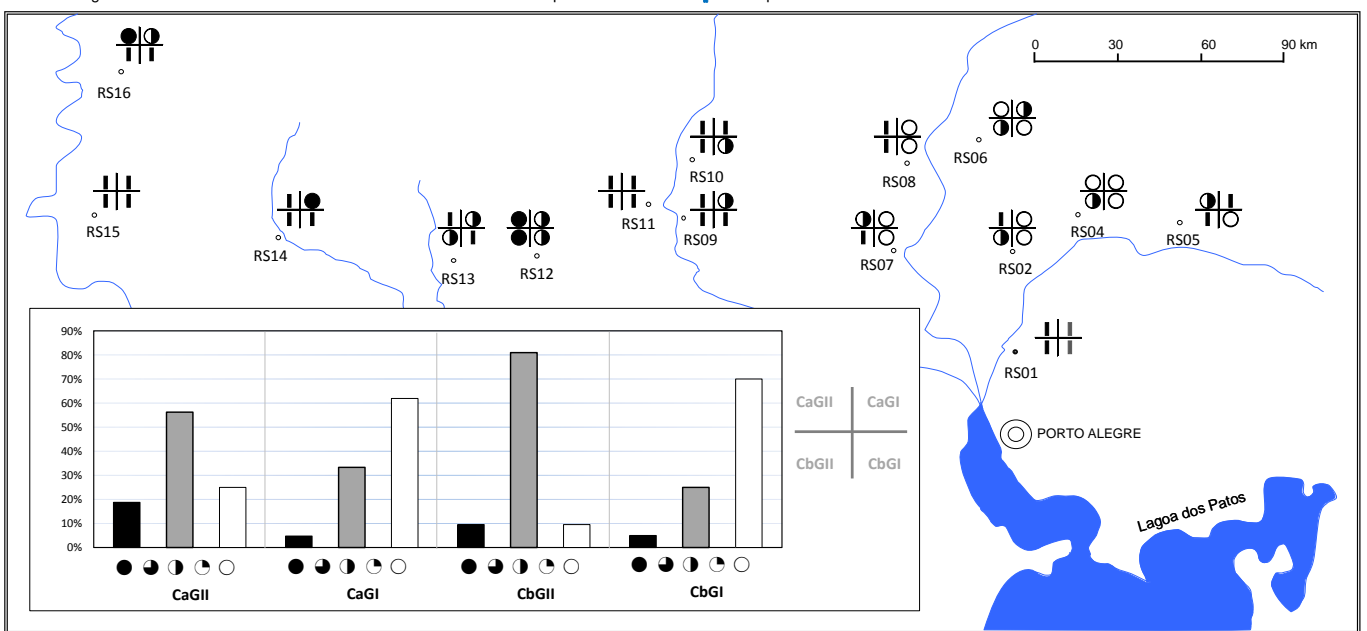 0 30 60 90 km
RS16
RS06
RS10
RS08
RS15
RS11
RS09
RS04
RS05
RS14
RS13
RS12
RS07
RS02
RS01
90%
80%
70%
60%
50%
40%
30%
20%
10%
0%
CaGII CaGI CbGII CbGI
CaGII CaGI
CbGII CbGI
PORTO ALEGRE
Lagoa dos Patos